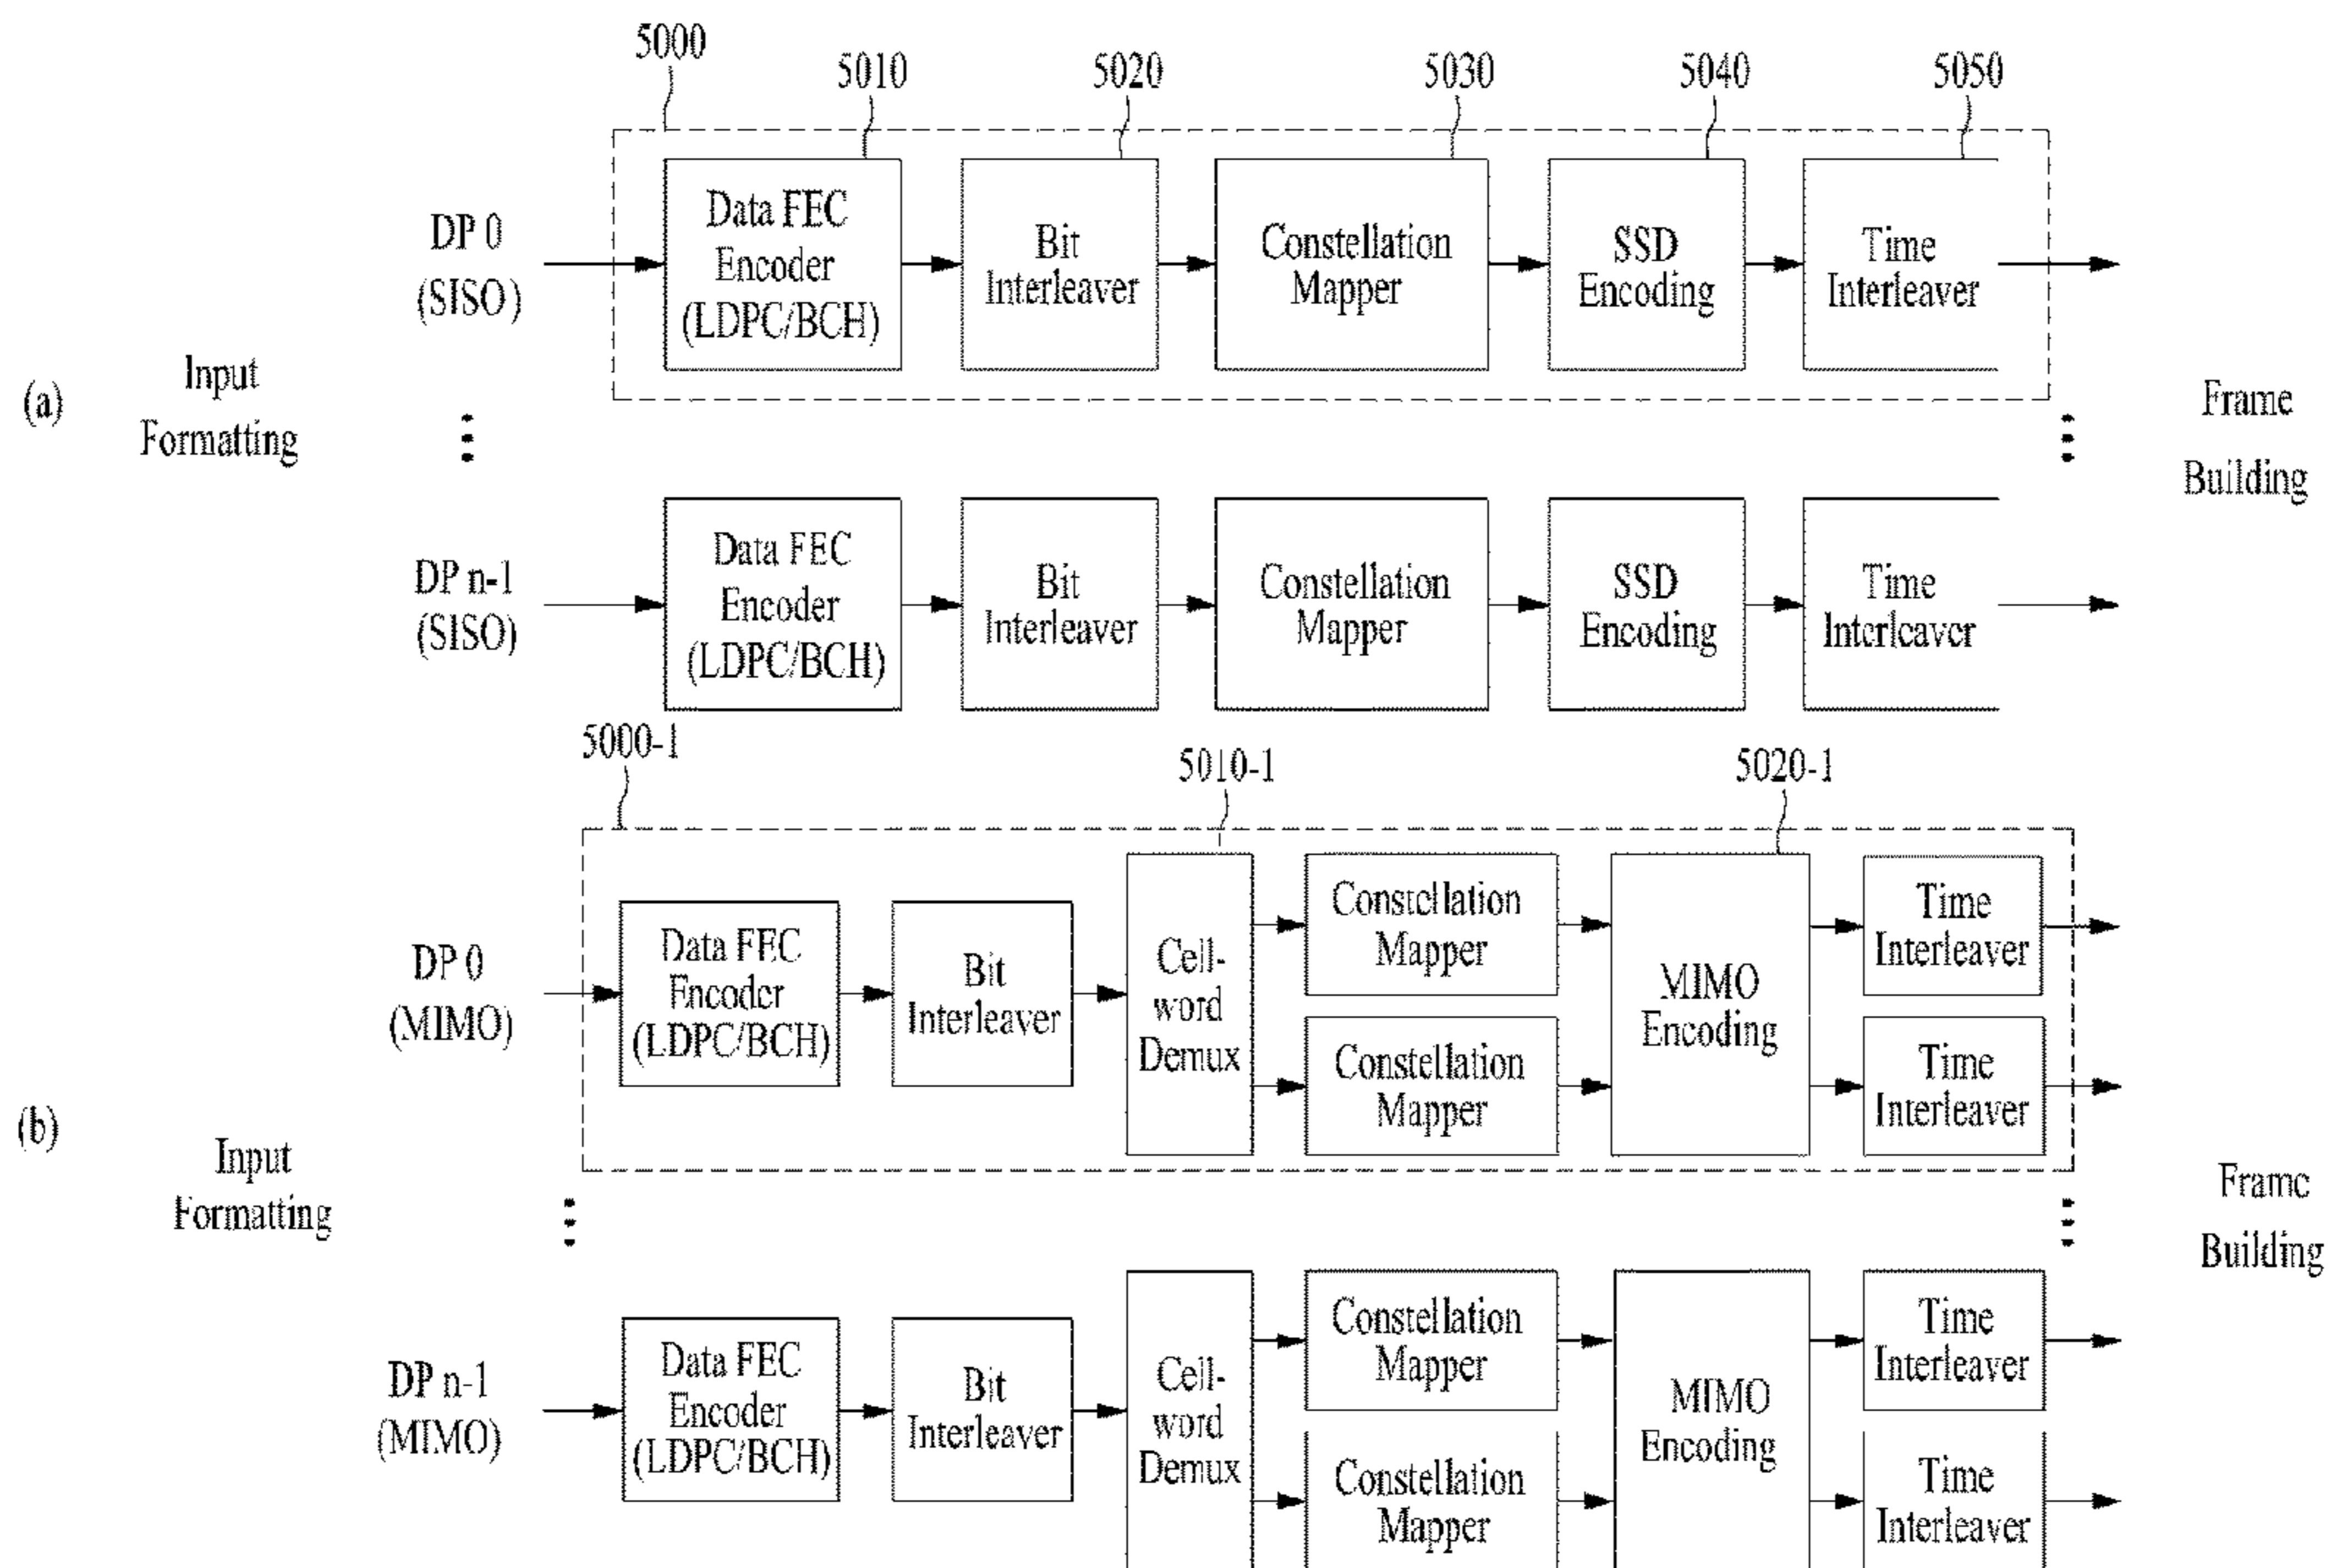 5000
5010
5020
5030
5040
5050
(a)
Input
Formatting
DP 0
(SISO)
Data FEC
Encoder
(LDPC/BCH)
Bit
Interleaver
Constellation
Mapper
SSD
Encoding
Time
Interleaver
Frame
Building
DP n-1
(SISO)
Data FEC
Encoder
(LDPC/BCH)
Bit
Interleaver
Constellation
Mapper
SSD
Encoding
Time
Interleaver
5000-1
5010-1
5020-1
(b)
Input
Formatting
DP 0
(MIMO)
Data FEC
Encoder
(LDPC/BCH)
Bit
Interleaver
Cell-
word
Demux
Constellation
Mapper
Constellation
Mapper
MIMO
Encoding
Time
Interleaver
Time
Interleaver
Frame
Building
DP n-1
(MIMO)
Data FEC
Encoder
(LDPC/BCH)
Bit
Interleaver
Cell-
word
Demux
Constellation
Mapper
Constellation
Mapper
MIMO
Encoding
Time
Interleaver
Time
Interleaver